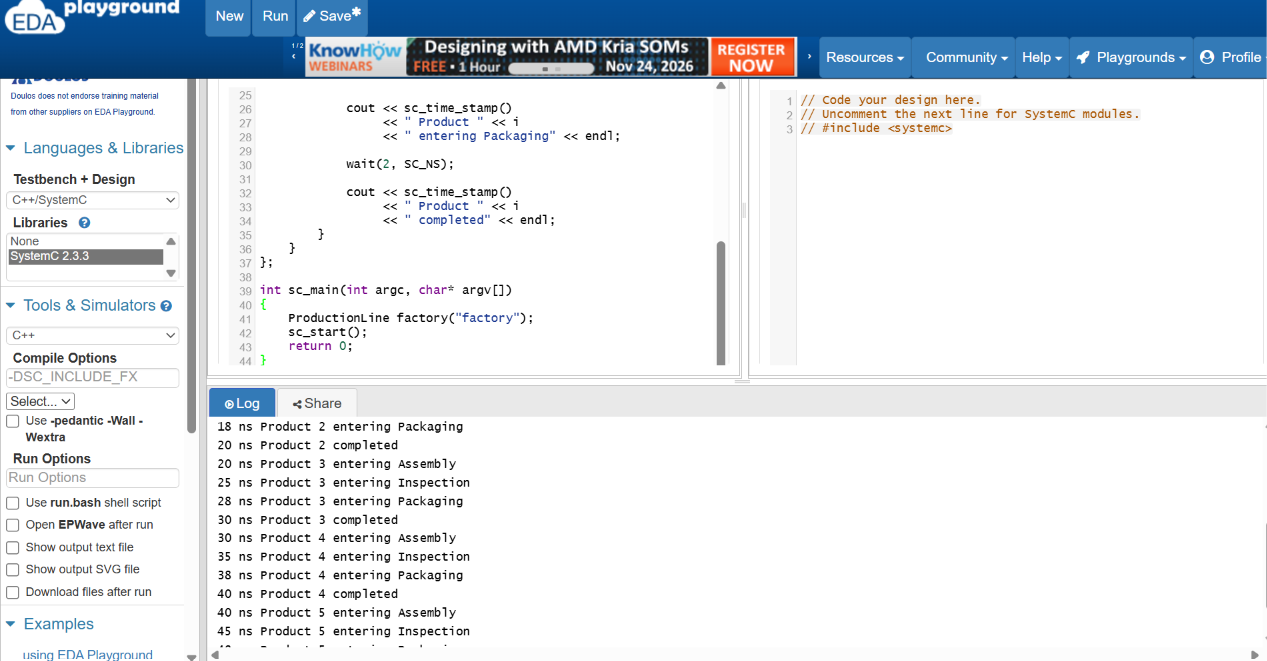 EDA playground
New Run Save*
1/2
KnowHow WEBINARS
Designing with AMD Kria SOMs
FREE • 1 Hour Nov 24, 2026
REGISTER NOW
Resources Community Help Playgrounds Profile
DOULOS
Doulos does not endorse training material
from other suppliers on EDA Playground.
Languages & Libraries
Testbench + Design
C++/SystemC
Libraries
None
SystemC 2.3.3
Tools & Simulators
C++
Compile Options
-DSC_INCLUDE_FX
Select...
Use -pedantic -Wall -
Wextra
Run Options
Run Options
Use run.bash shell script
Open EPWave after run
Show output text file
Show output SVG file
Download files after run
Examples
using EDA Playground
25
26 cout << sc_time_stamp()
27 << " Product " << i
28 << " entering Packaging" << endl;
29
30 wait(2, SC_NS);
31
32 cout << sc_time_stamp()
33 << " Product " << i
34 << " completed" << endl;
35 }
36 }
37 };
38
39 int sc_main(int argc, char* argv[])
40 {
41 ProductionLine factory("factory");
42 sc_start();
43 return 0;
44 }
1 // Code your design here.
2 // Uncomment the next line for SystemC modules.
3 // #include <systemc>
Log Share
18 ns Product 2 entering Packaging
20 ns Product 2 completed
20 ns Product 3 entering Assembly
25 ns Product 3 entering Inspection
28 ns Product 3 entering Packaging
30 ns Product 3 completed
30 ns Product 4 entering Assembly
35 ns Product 4 entering Inspection
38 ns Product 4 entering Packaging
40 ns Product 4 completed
40 ns Product 5 entering Assembly
45 ns Product 5 entering Inspection